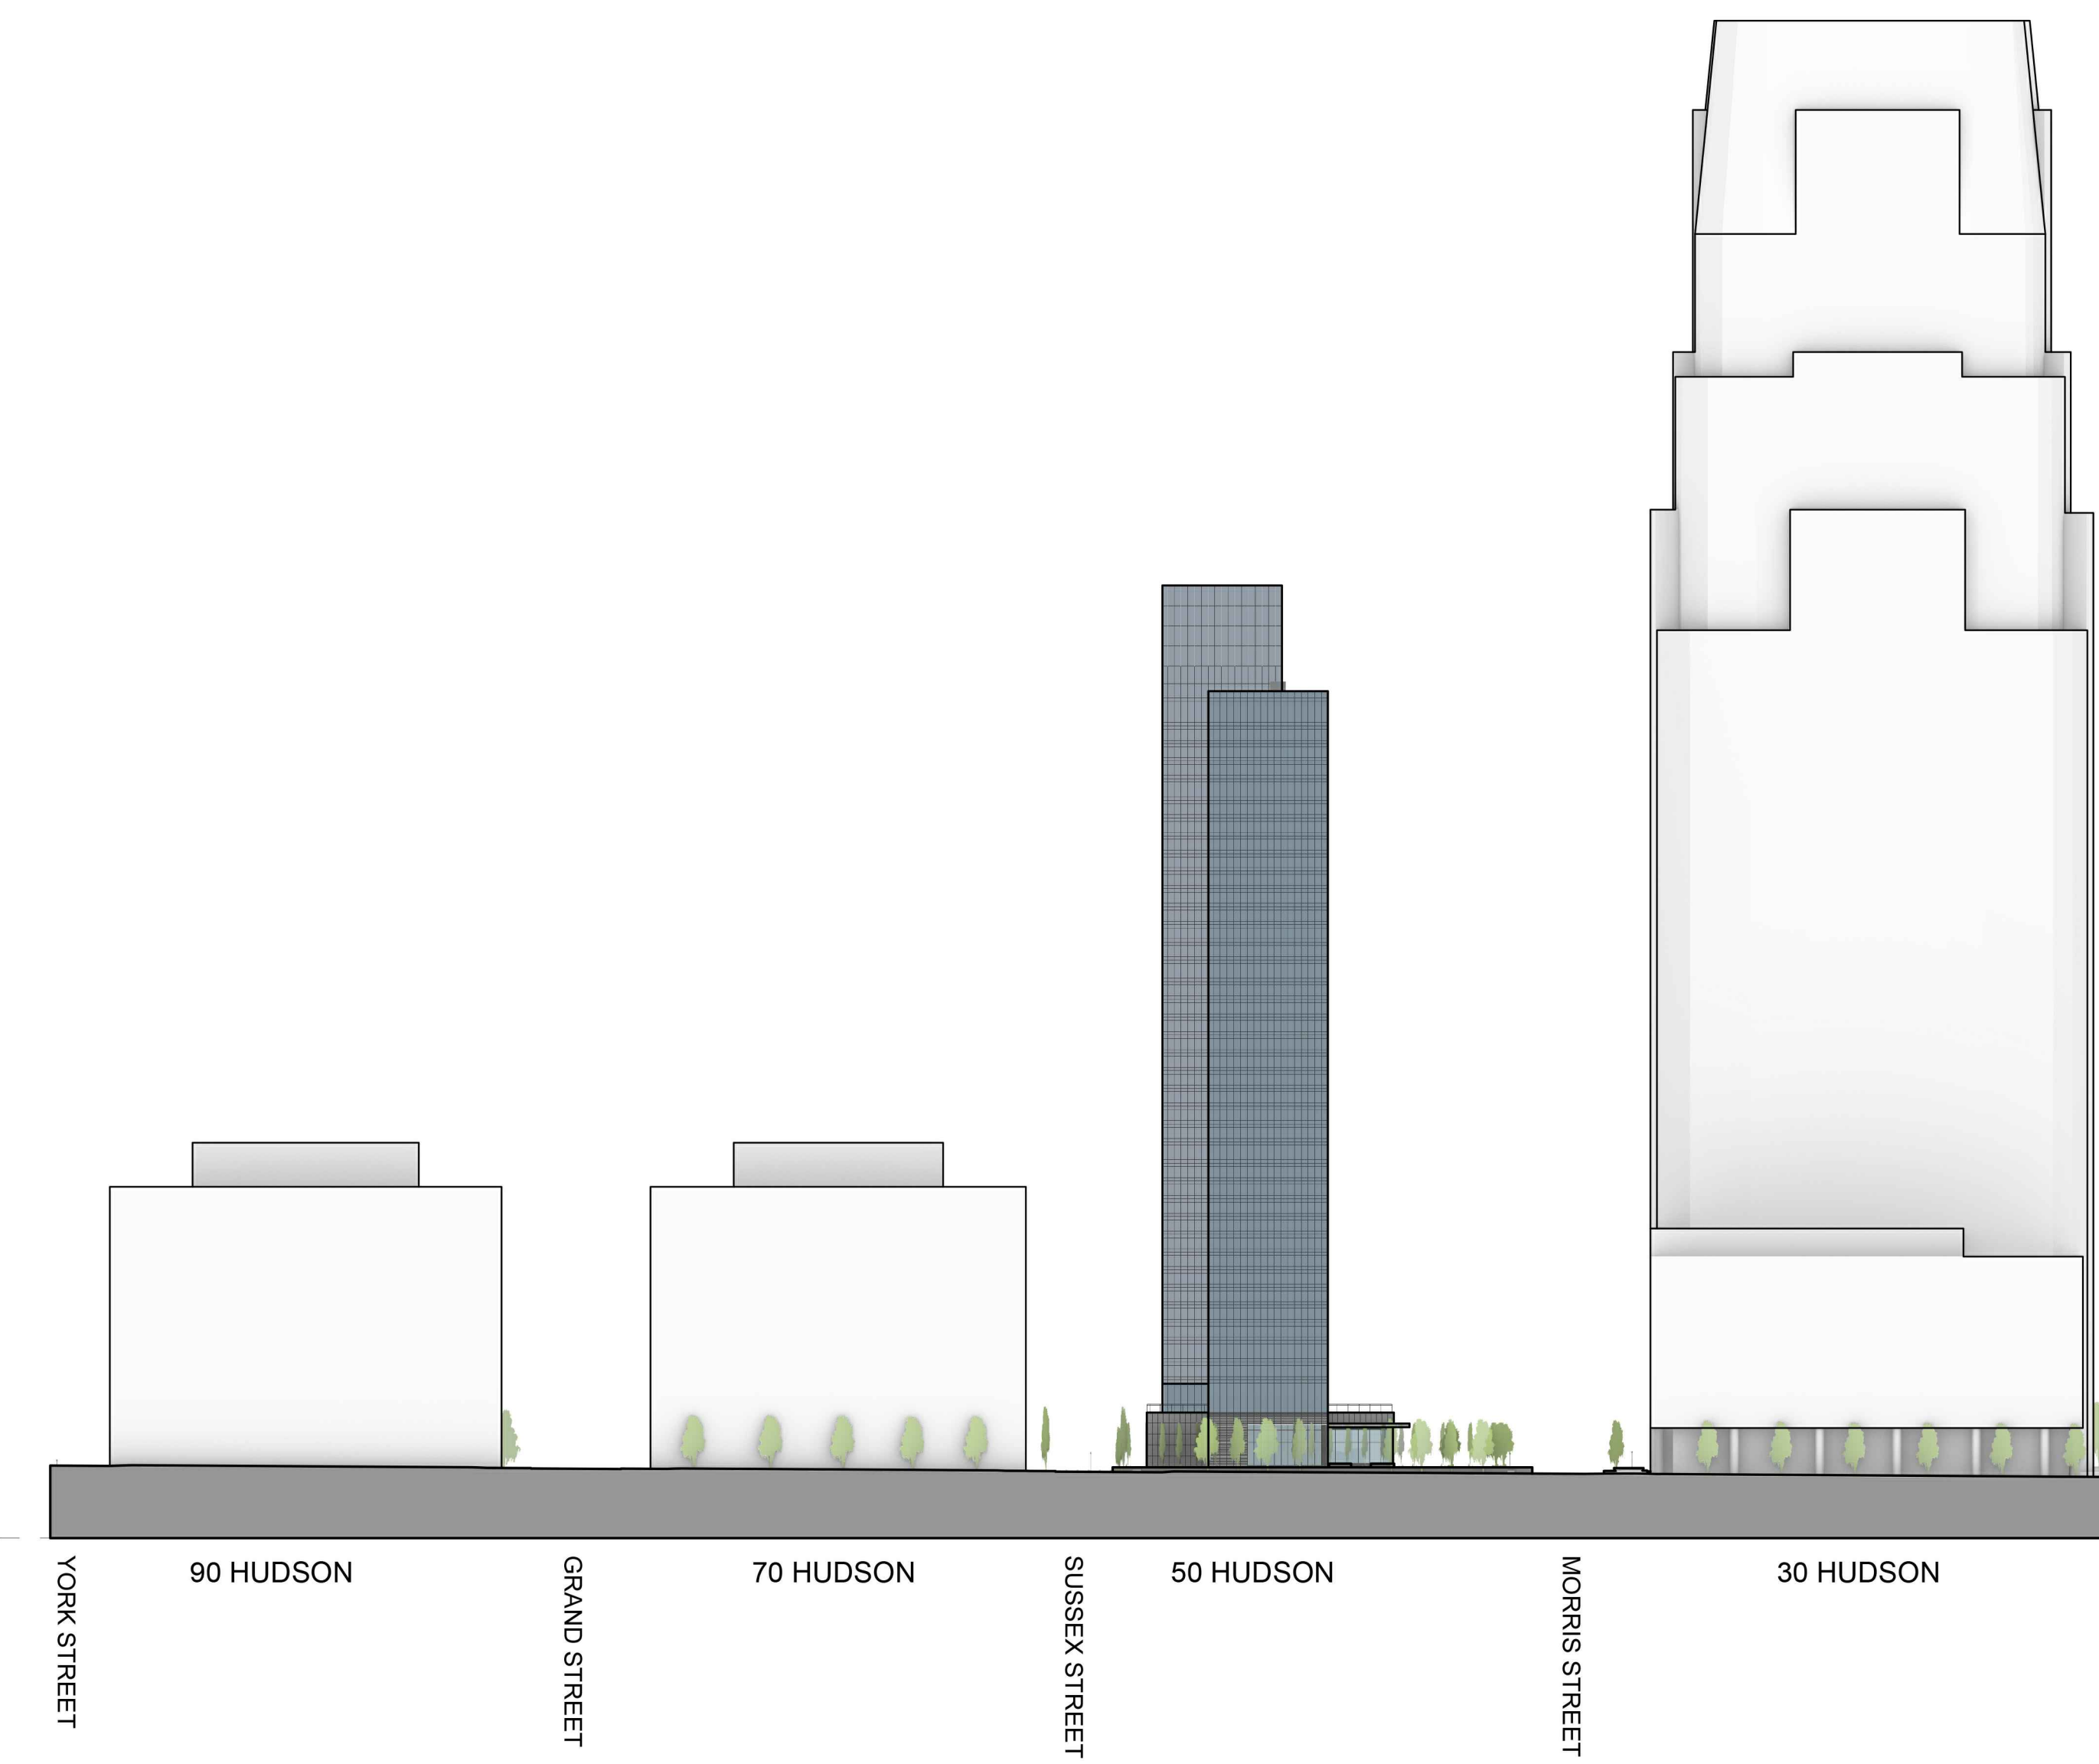 90 HUDSON
70 HUDSON
50 HUDSON
30 HUDSON
YORK STREET
GRAND STREET
SUSSEX STREET
MORRIS STREET